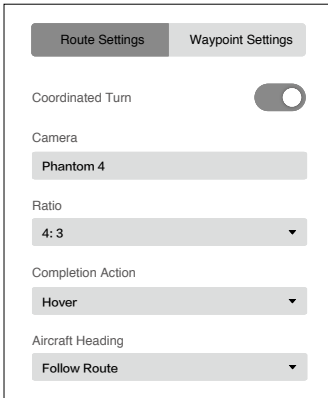 Route Settings Waypoint Settings
Coordinated Turn
Camera
Phantom 4
Ratio
4: 3
Completion Action
Hover
Aircraft Heading
Follow Route